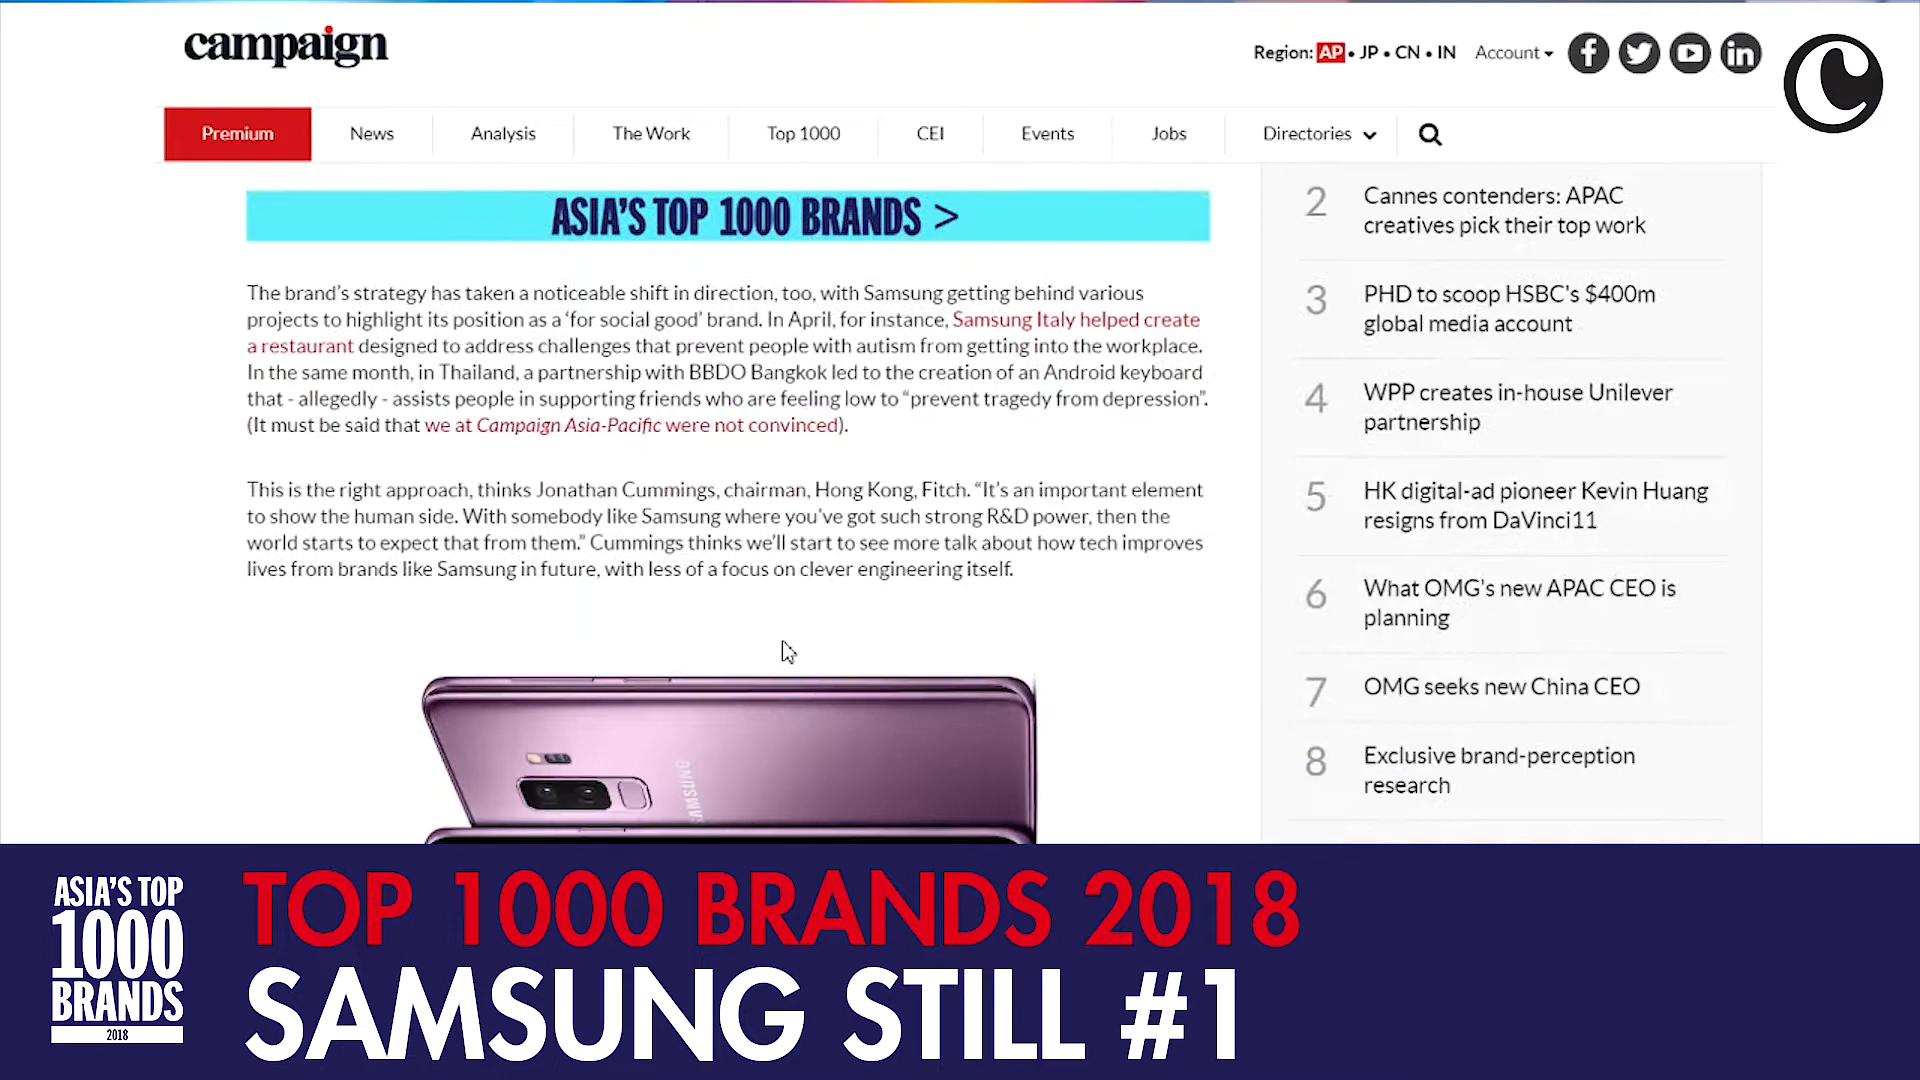 campaign
Region: AP • JP • CN • IN
Account
Premium
News
Analysis
The Work
Top 1000
CEI
Events
Jobs
Directories
ASIA'S TOP 1000 BRANDS >
The brand's strategy has taken a noticeable shift in direction, too, with Samsung getting behind various
projects to highlight its position as a ‘for social good’ brand. In April, for instance, Samsung Italy helped create
a restaurant designed to address challenges that prevent people with autism from getting into the workplace.
In the same month, in Thailand, a partnership with BBDO Bangkok led to the creation of an Android keyboard
that - allegedly - assists people in supporting friends who are feeling low to “prevent tragedy from depression”.
(It must be said that we at Campaign Asia-Pacific were not convinced).
This is the right approach, thinks Jonathan Cummings, chairman, Hong Kong, Fitch. “It's an important element
to show the human side. With somebody like Samsung where you've got such strong R&D power, then the
world starts to expect that from them.” Cummings thinks we'll start to see more talk about how tech improves
lives from brands like Samsung in future, with less of a focus on clever engineering itself.
SAMSUNG
2 Cannes contenders: APAC
creatives pick their top work
3 PHD to scoop HSBC's $400m
global media account
4 WPP creates in-house Unilever
partnership
5 HK digital-ad pioneer Kevin Huang
resigns from DaVinci11
6 What OMG's new APAC CEO is
planning
7 OMG seeks new China CEO
8 Exclusive brand-perception
research
ASIA'S TOP
1000
BRANDS
2018
TOP 1000 BRANDS 2018
SAMSUNG STILL #1